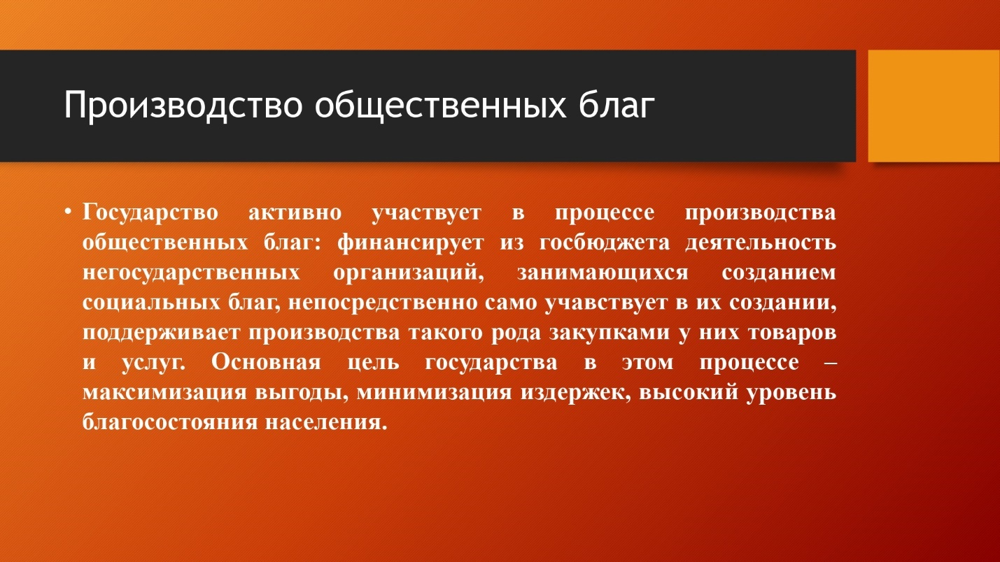 Производство общественных благ
• Государство активно участвует в процессе производства
общественных благ: финансирует из госбюджета деятельность
негосударственных организаций, занимающихся созданием
социальных благ, непосредственно само учавствует в их создании,
поддерживает производства такого рода закупками у них товаров
и услуг. Основная цель государства в этом процессе –
максимизация выгоды, минимизация издержек, высокий уровень
благосостояния населения.